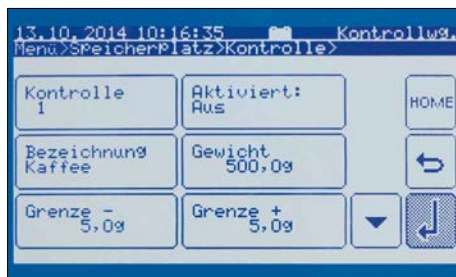 13.10.2014 10:16:35 Kontrollwg.
Menü>Speicherplatz>Kontrolle>
Kontrolle
1
Aktiviert:
Aus
HOME
Bezeichnung
Kaffee
Gewicht
500,0g
Grenze -
5,0g
Grenze +
5,0g